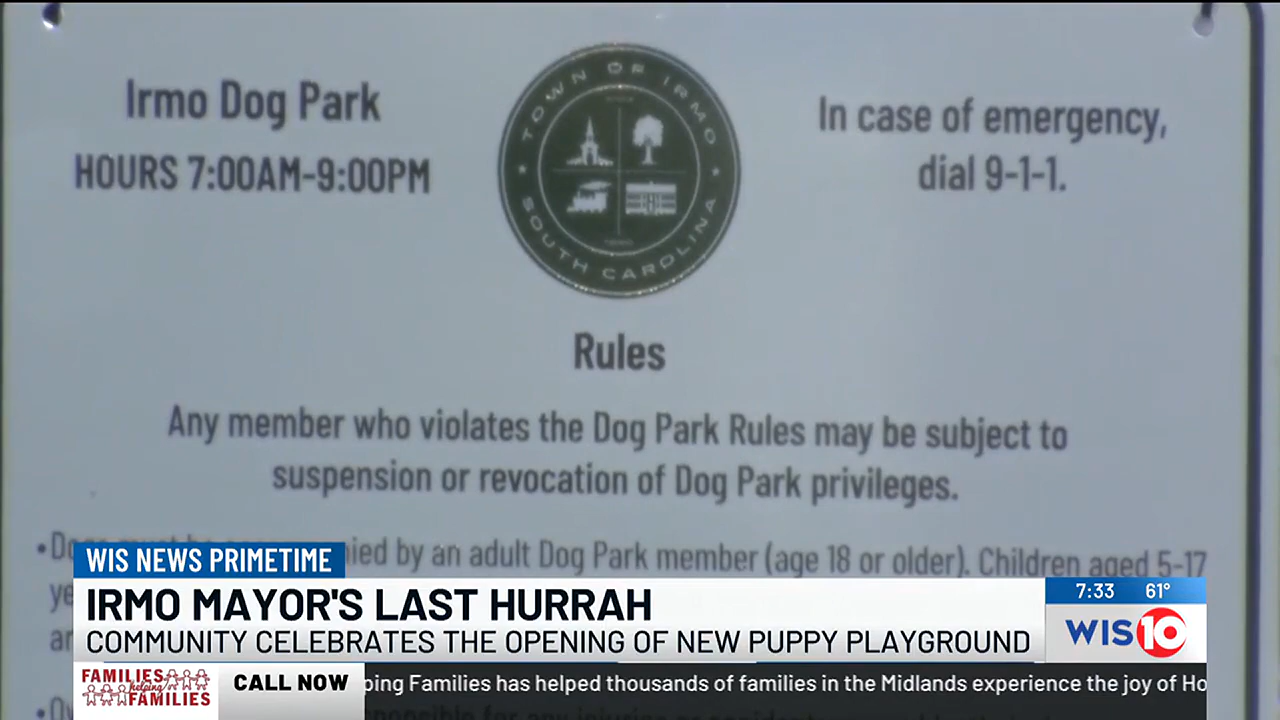 Irmo Dog Park
HOURS 7:00AM-9:00PM
TOWN OF IRMO
SOUTH CAROLINA
In case of emergency,
dial 9-1-1.
Rules
Any member who violates the Dog Park Rules may be subject to
suspension or revocation of Dog Park privileges.
by an adult Dog Park member (age 18 or older). Children aged 5-17
WIS NEWS PRIMETIME
IRMO MAYOR'S LAST HURRAH
COMMUNITY CELEBRATES THE OPENING OF NEW PUPPY PLAYGROUND
7:33 61°
WIS10
FAMILIES
helping
FAMILIES
CALL NOW
ping Families has helped thousands of families in the Midlands experience the joy of Ho